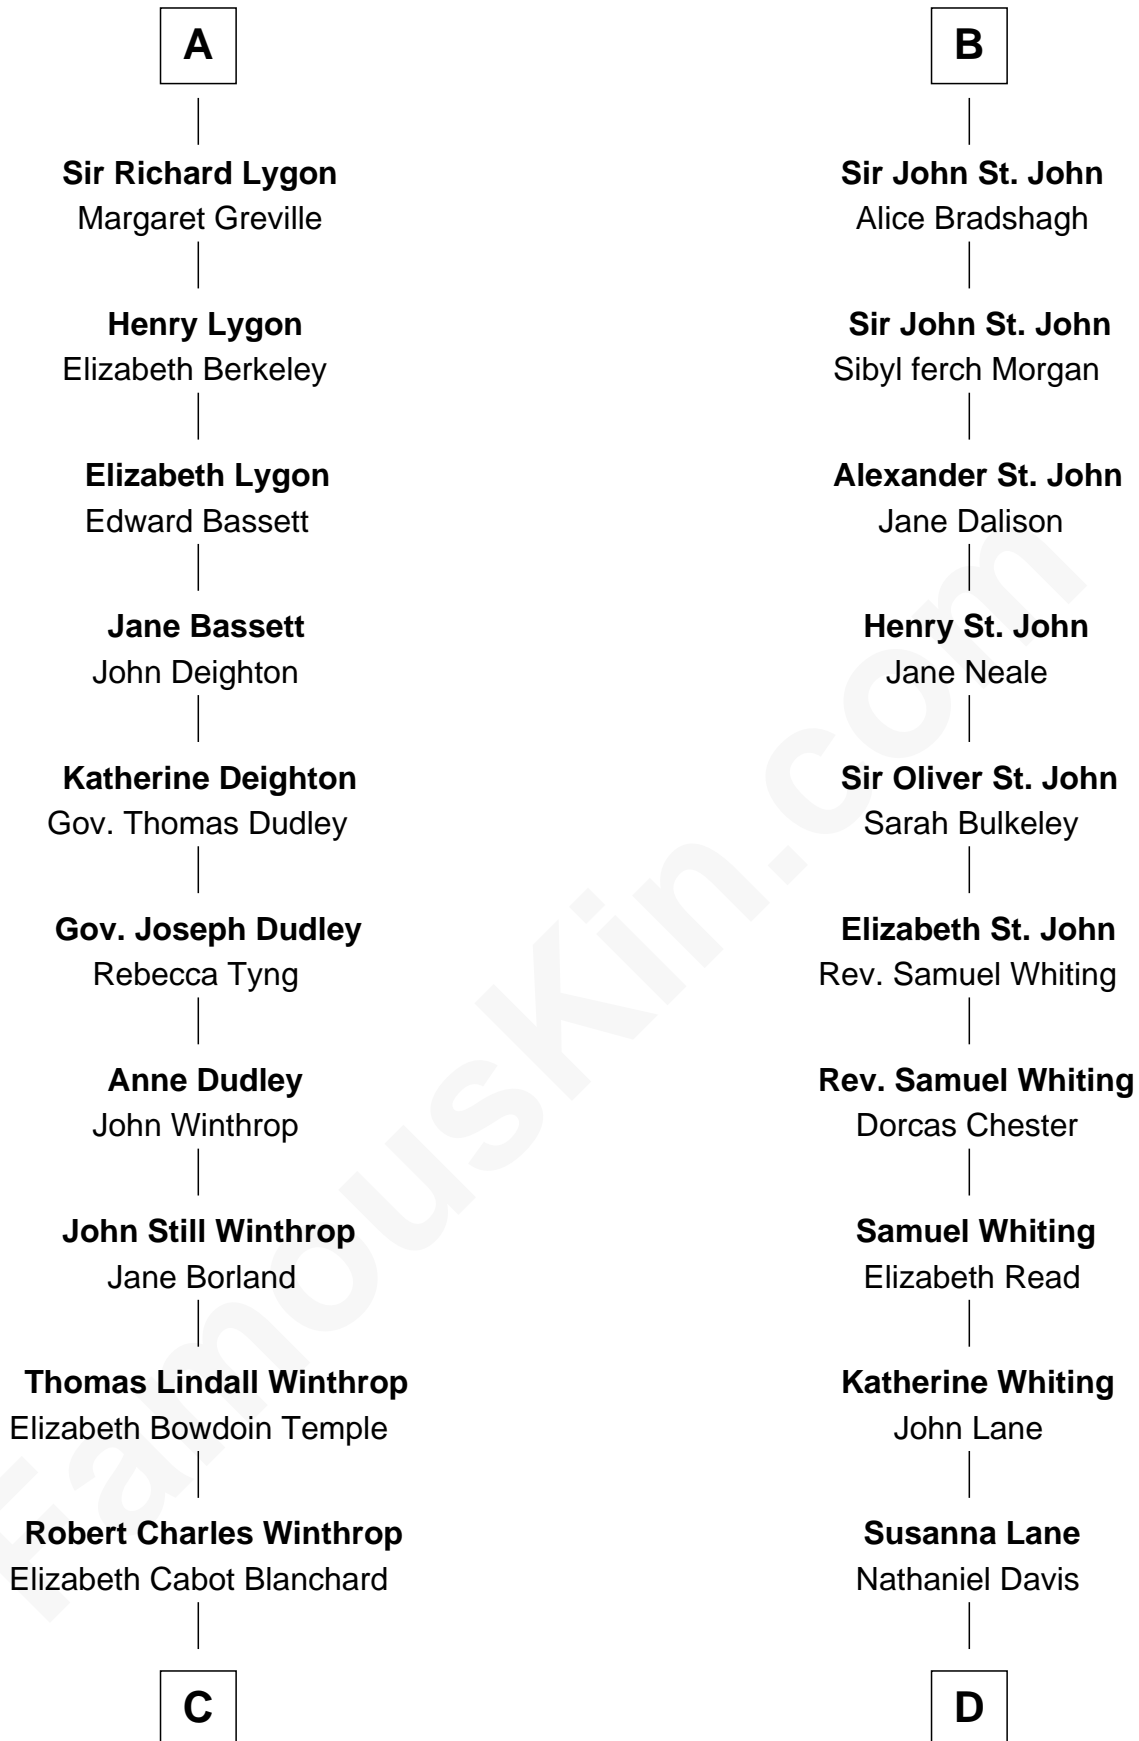 A
Sir Richard Lygon
Margaret Greville
Henry Lygon
Elizabeth Berkeley
Elizabeth Lygon
Edward Bassett
Jane Bassett
John Deighton
Katherine Deighton
Gov. Thomas Dudley
Gov. Joseph Dudley
Rebecca Tyng
Anne Dudley
John Winthrop
John Still Winthrop
Jane Borland
Thomas Lindall Winthrop
Elizabeth Bowdoin Temple
Robert Charles Winthrop
Elizabeth Cabot Blanchard
C
B
Sir John St. John
Alice Bradshagh
Sir John St. John
Sibyl ferch Morgan
Alexander St. John
Jane Dalison
Henry St. John
Jane Neale
Sir Oliver St. John
Sarah Bulkeley
Elizabeth St. John
Rev. Samuel Whiting
Rev. Samuel Whiting
Dorcas Chester
Samuel Whiting
Elizabeth Read
Katherine Whiting
John Lane
Susanna Lane
Nathaniel Davis
D
FamousKin.com